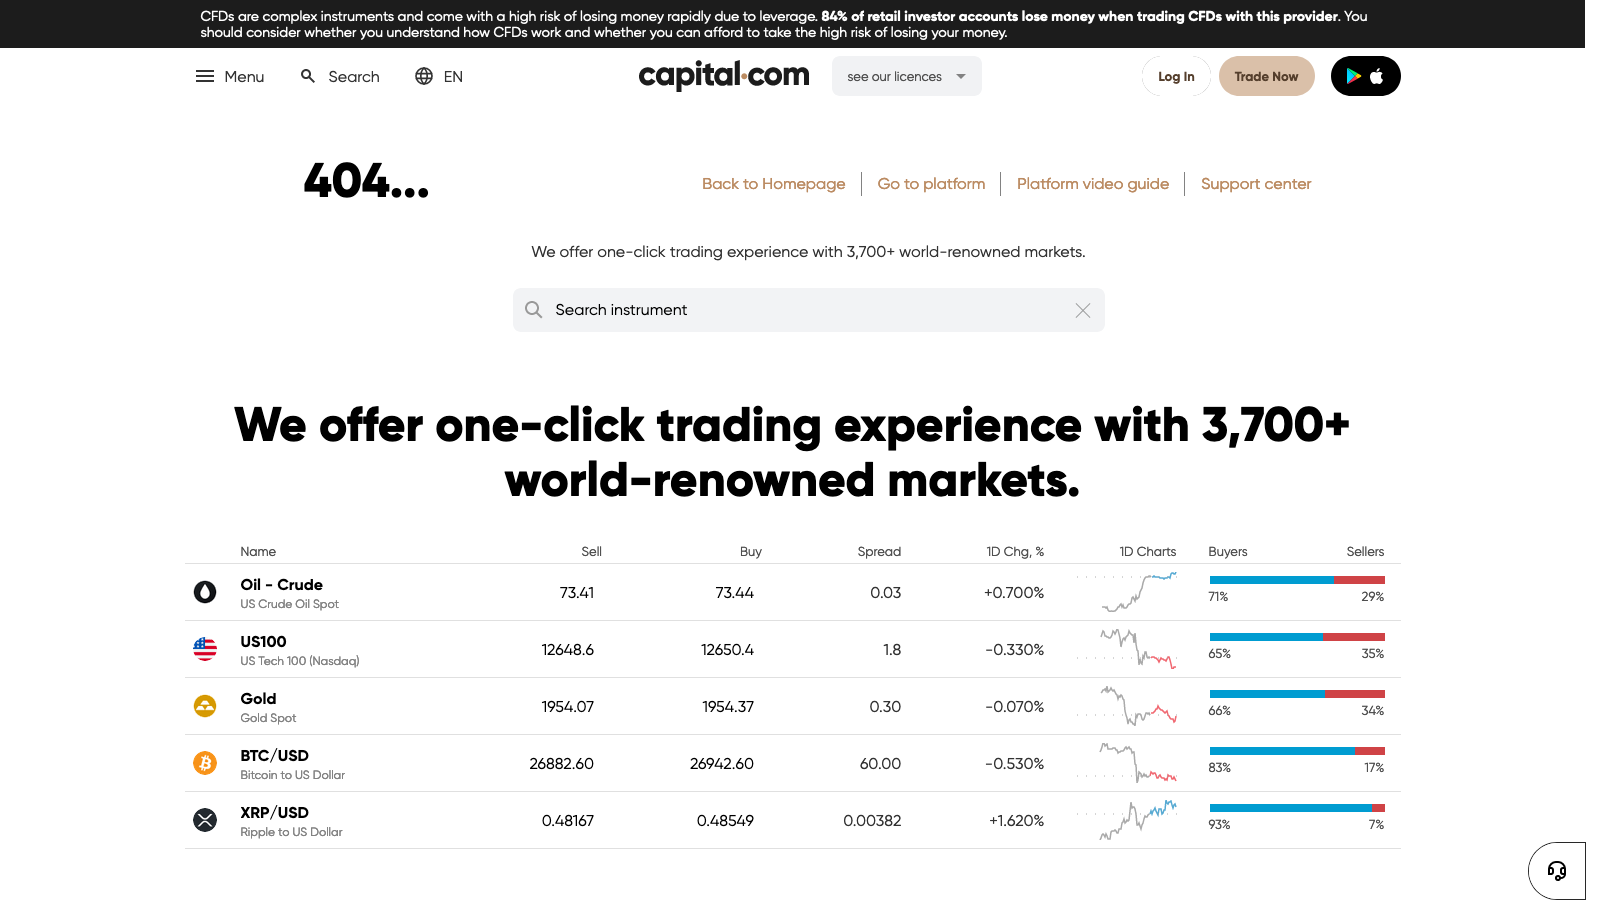 CFDs are complex instruments and come with a high risk of losing money rapidly due to leverage. 84% of retail investor accounts lose money when trading CFDs with this provider. You
should consider whether you understand how CFDs work and whether you can afford to take the high risk of losing your money.
Menu Search EN capital.com see our licences Log In Trade Now
404... Back to Homepage Go to platform Platform video guide Support center
We offer one-click trading experience with 3,700+ world-renowned markets.
Search instrument
We offer one-click trading experience with 3,700+
world-renowned markets.
Name Sell Buy Spread 1D Chg, % 1D Charts Buyers Sellers
Oil - Crude 73.41 73.44 0.03 +0.700%
US Crude Oil Spot 71% 29%
US100 12648.6 12650.4 1.8 -0.330%
US Tech 100 (Nasdaq) 65% 35%
Gold 1954.07 1954.37 0.30 -0.070%
Gold Spot 66% 34%
BTC/USD 26882.60 26942.60 60.00 -0.530%
Bitcoin to US Dollar 83% 17%
XRP/USD 0.48167 0.48549 0.00382 +1.620%
Ripple to US Dollar 93% 7%